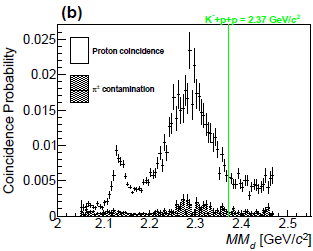 (b)
K⁻+p+p = 2.37 GeV/c²
0.025
Proton coincidence
0.02
π± contamination
0.015
0.01
0.005
0
2 2.1 2.2 2.3 2.4 2.5
Coincidence Probability
MM_d [GeV/c²]